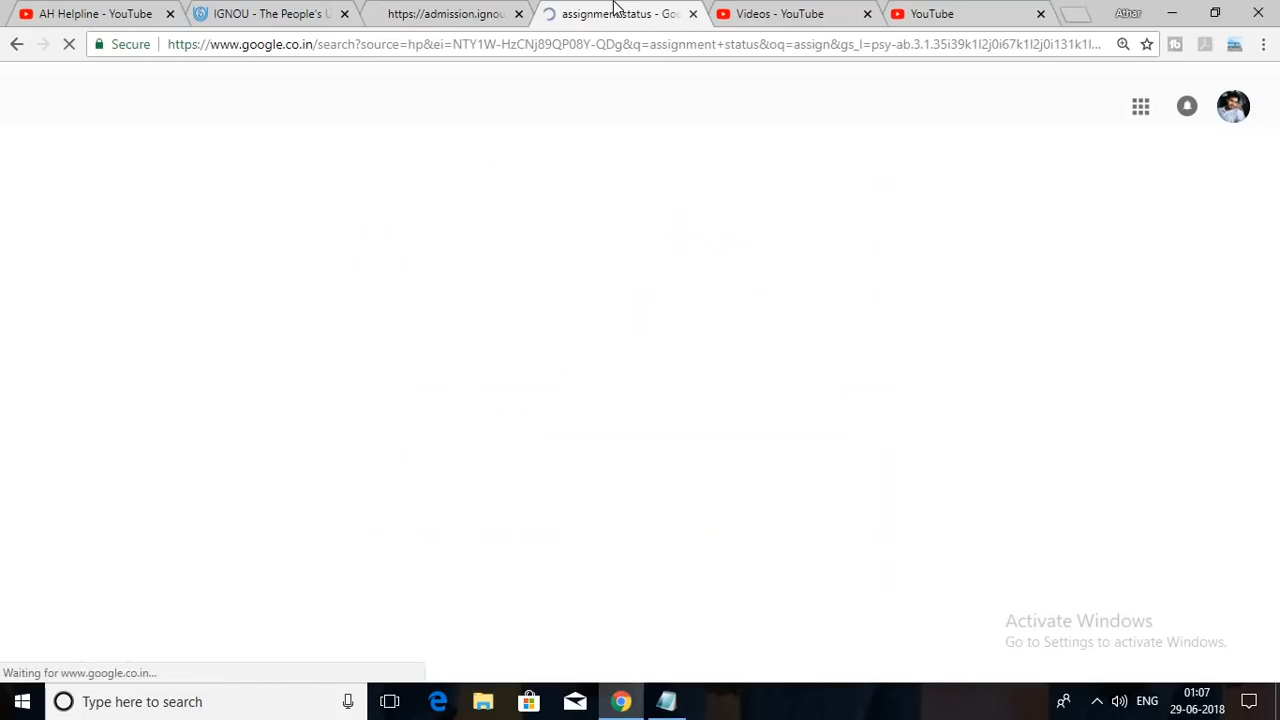 AH Helpline - YouTube
IGNOU - The People's U
https://admission.ignou
assignment status - Goo
Videos - YouTube
YouTube
Athar
Secure
https://www.google.co.in/search?source=hp&ei=NTY1W-HzCNj89QP08Y-QDg&q=assignment+status&oq=assign&gs_l=psy-ab.3.1.35i39k1l2j0i67k1l2j0i131k1l...
Activate Windows
Go to Settings to activate Windows.
Waiting for www.google.co.in...
Type here to search
ENG
01:07
29-06-2018